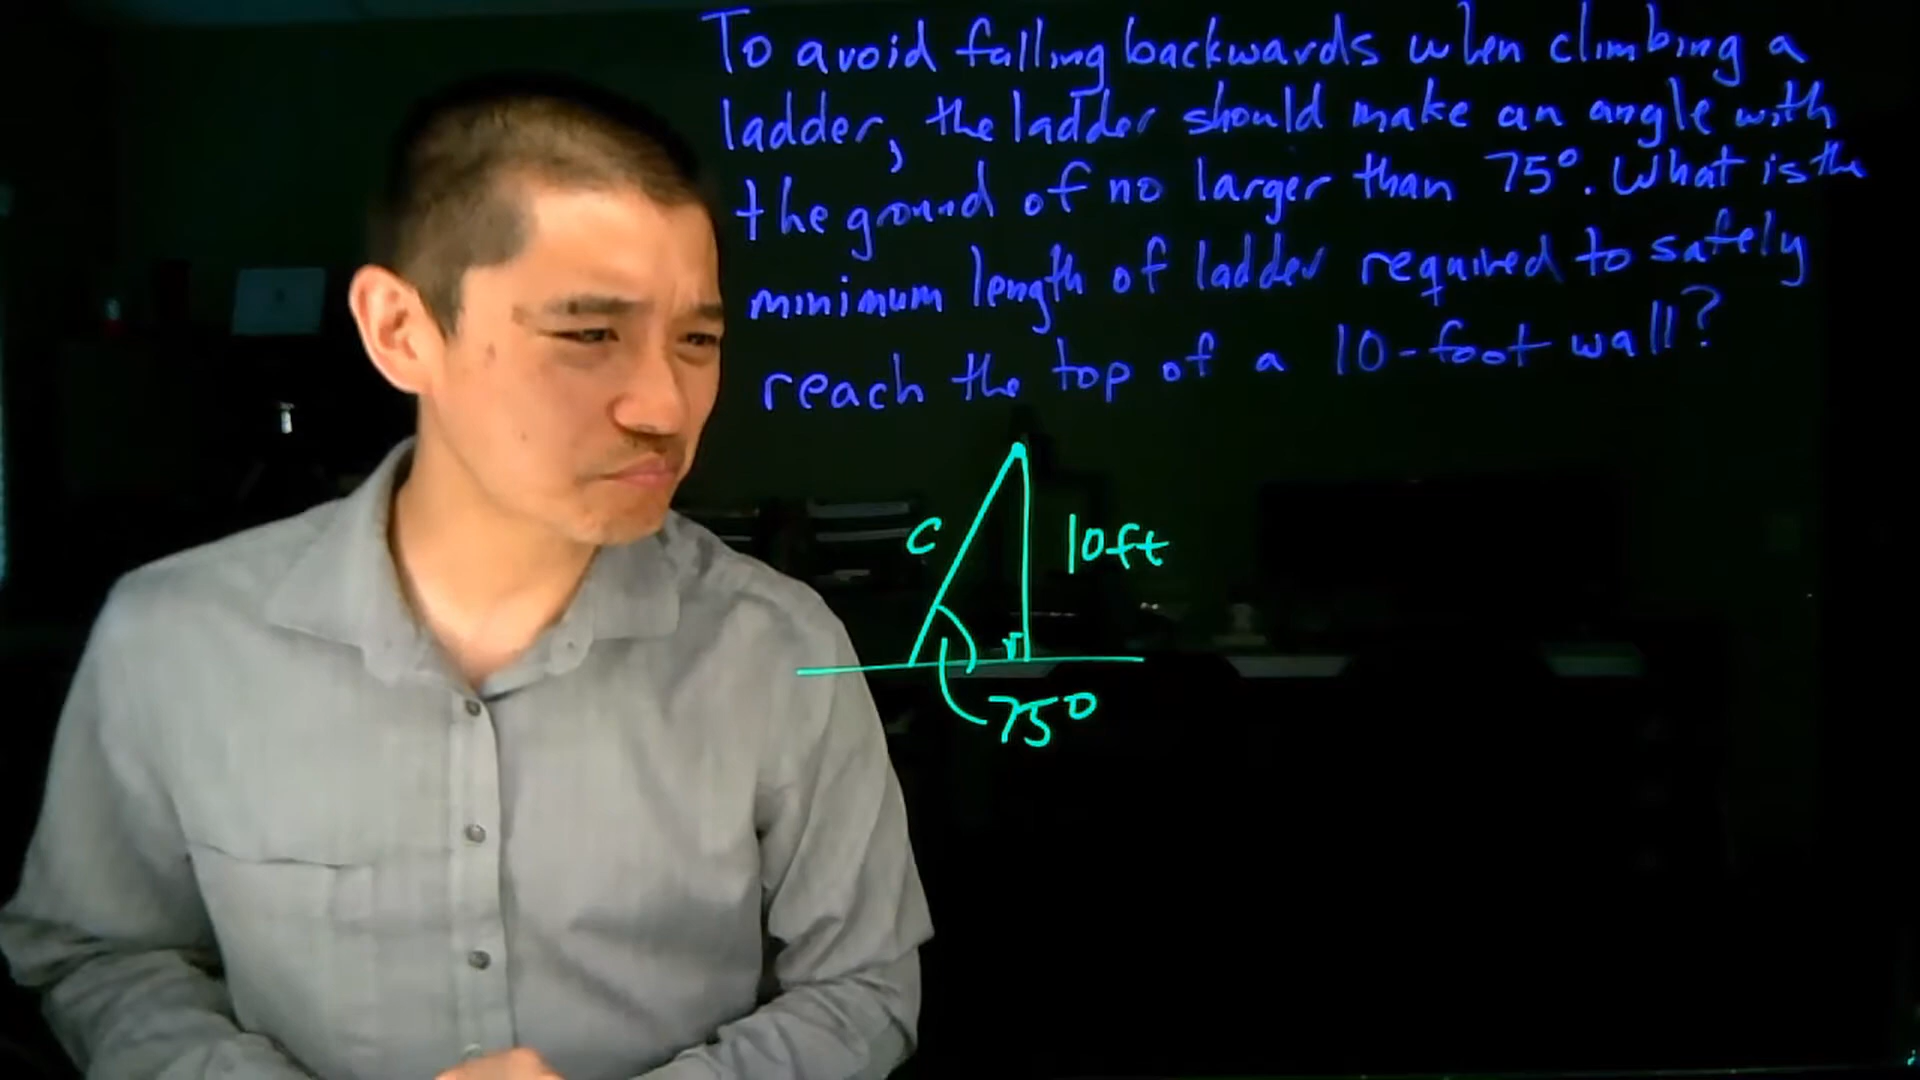 To avoid falling backwards when climbing a
ladder, the ladder should make an angle with
the ground of no larger than 75°. What is the
minimum length of ladder required to safely
reach the top of a 10-foot wall?
c
10ft
75°